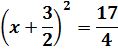 (x + 3/2)² = 17/4